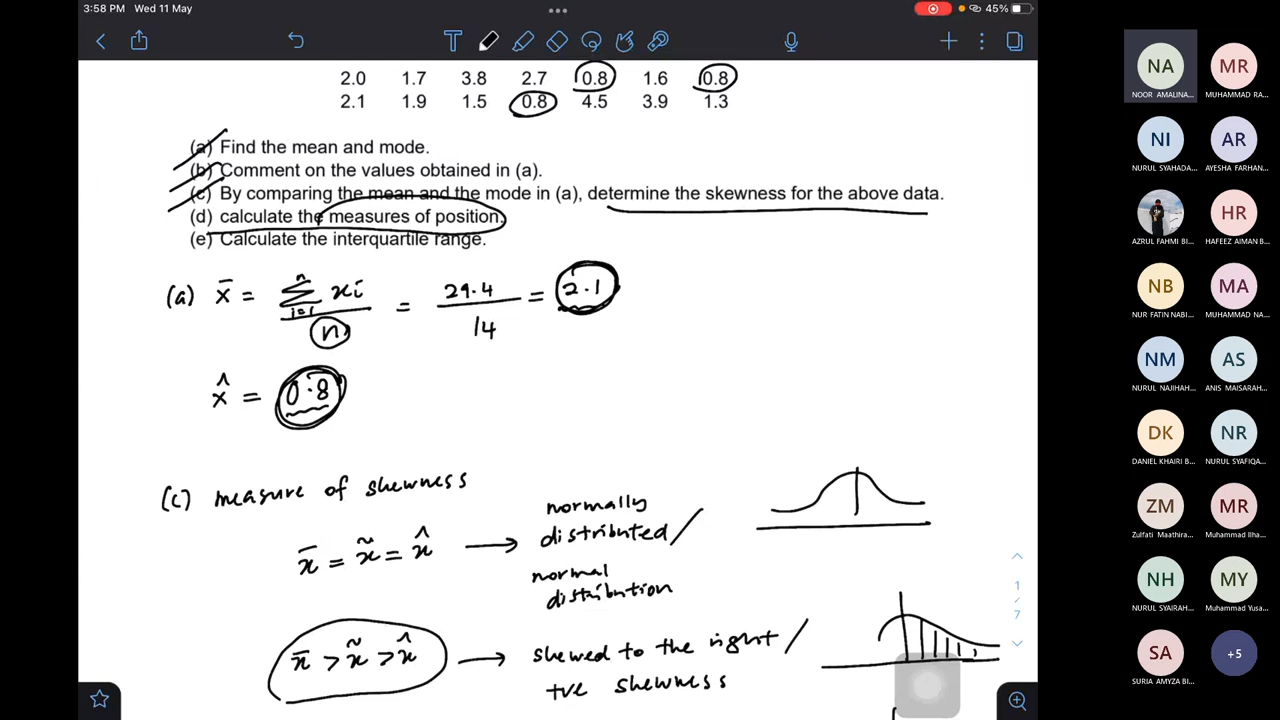 3:58 PM Wed 11 May
45%
2.0 1.7 3.8 2.7 0.8 1.6 0.8
2.1 1.9 1.5 0.8 4.5 3.9 1.3
(a) Find the mean and mode.
(b) Comment on the values obtained in (a).
(c) By comparing the mean and the mode in (a), determine the skewness for the above data.
(d) calculate the measures of position.
(e) Calculate the interquartile range.
(a) x̄ = Σ xi / n = 29.4 / 14 = 2.1
n
i=1
x̂ = 0.8
(c) measure of skewness
x̄ = x̃ = x̂ → normally
distributed /
normal
distribution
x̄ > x̃ > x̂ → skewed to the right /
+ve skewness
1
/
7
NA
NOOR AMALINA...
MR
MUHAMMAD RA...
NI
NURUL SYAHADA...
AR
AYESHA FARHAN...
AZRUL FAHMI BI...
HR
HAFEEZ AIMAN B...
NB
NUR FATIN NABI...
MA
MUHAMMAD NA...
NM
NURUL NAJIHAH...
AS
ANIS MAISARAH...
DK
DANIEL KHAIRI B...
NR
NURUL SYAFIQA...
ZM
Zulfati Maathira...
MR
Muhammad Ilha...
NH
NURUL SYAIRAH...
MY
Muhammad Yusa...
SA
SURIA AMYZA BI...
+5